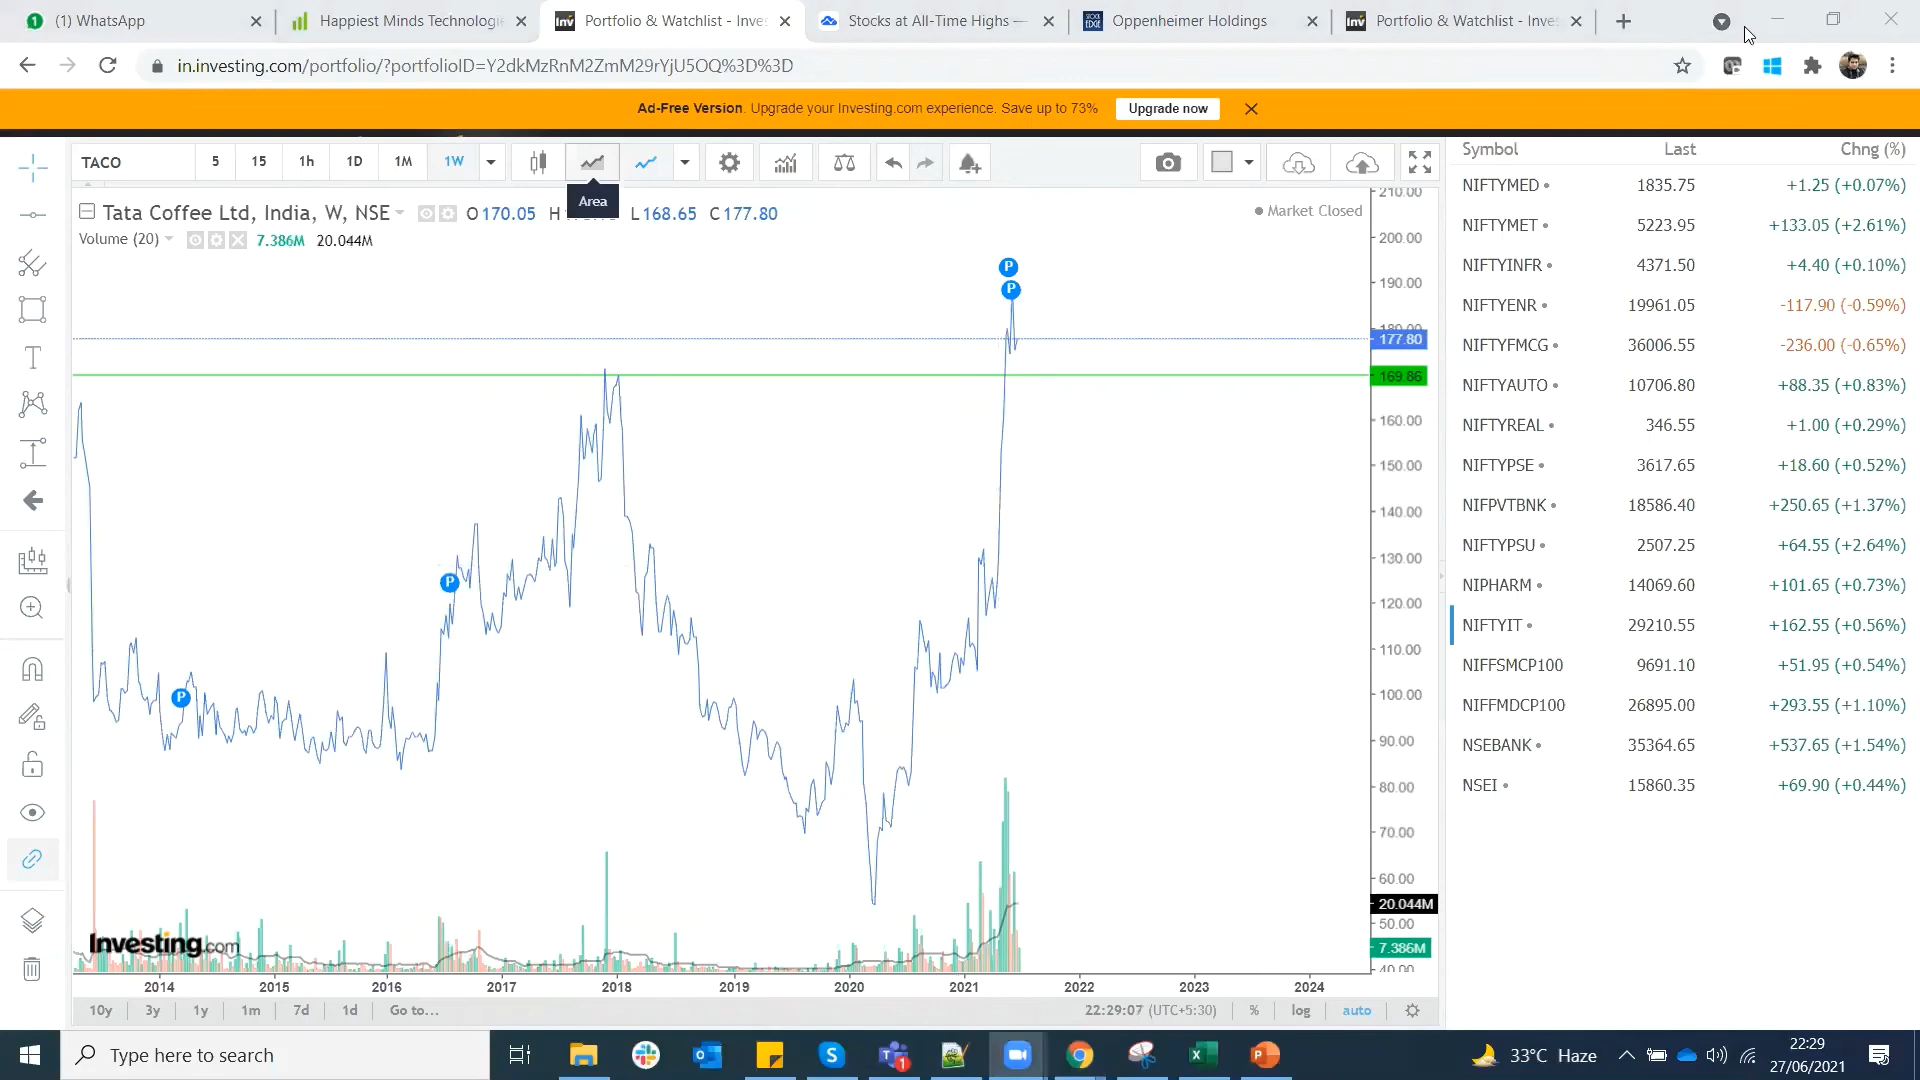 (1) WhatsApp
Happiest Minds Technologie
Portfolio & Watchlist - Inves
Stocks at All-Time Highs —
Oppenheimer Holdings
Portfolio & Watchlist - Inves
in.investing.com/portfolio/?portfolioID=Y2dkMzRnM2ZmM29rYjU5OQ%3D%3D
Ad-Free Version. Upgrade your Investing.com experience. Save up to 73% Upgrade now
TACO 5 15 1h 1D 1M 1W
Area
Tata Coffee Ltd, India, W, NSE O 170.05 H L 168.65 C 177.80
Market Closed
Volume (20) 7.386M 20.044M
210.00
200.00
190.00
180.00
177.80
169.86
160.00
150.00
140.00
130.00
120.00
110.00
100.00
90.00
80.00
70.00
60.00
20.044M
50.00
7.386M
40.00
P
P
P
P
Investing.com
2014 2015 2016 2017 2018 2019 2020 2021 2022 2023 2024
10y 3y 1y 1m 7d 1d Go to... 22:29:07 (UTC+5:30) % log auto
Symbol Last Chng (%)
NIFTYMED 1835.75 +1.25 (+0.07%)
NIFTYMET 5223.95 +133.05 (+2.61%)
NIFTYINFR 4371.50 +4.40 (+0.10%)
NIFTYENR 19961.05 -117.90 (-0.59%)
NIFTYFMCG 36006.55 -236.00 (-0.65%)
NIFTYAUTO 10706.80 +88.35 (+0.83%)
NIFTYREAL 346.55 +1.00 (+0.29%)
NIFTYPSE 3617.65 +18.60 (+0.52%)
NIFPVTBNK 18586.40 +250.65 (+1.37%)
NIFTYPSU 2507.25 +64.55 (+2.64%)
NIPHARM 14069.60 +101.65 (+0.73%)
NIFTYIT 29210.55 +162.55 (+0.56%)
NIFFSMCP100 9691.10 +51.95 (+0.54%)
NIFFMDCP100 26895.00 +293.55 (+1.10%)
NSEBANK 35364.65 +537.65 (+1.54%)
NSEI 15860.35 +69.90 (+0.44%)
Type here to search
33°C Haze
22:29
27/06/2021